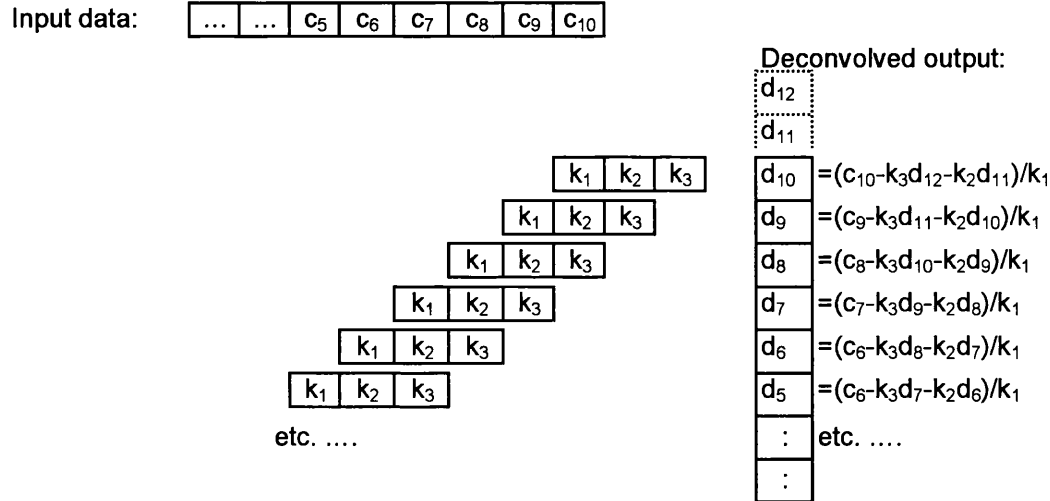 Input data: ... ... c₅ c₆ c₇ c₈ c₉ c₁₀
Deconvolved output:
d₁₂
d₁₁
k₁ k₂ k₃ d₁₀ =(c₁₀-k₃d₁₂-k₂d₁₁)/k₁
k₁ k₂ k₃ d₉ =(c₉-k₃d₁₁-k₂d₁₀)/k₁
k₁ k₂ k₃ d₈ =(c₈-k₃d₁₀-k₂d₉)/k₁
k₁ k₂ k₃ d₇ =(c₇-k₃d₉-k₂d₈)/k₁
k₁ k₂ k₃ d₆ =(c₆-k₃d₈-k₂d₇)/k₁
k₁ k₂ k₃ d₅ =(c₆-k₃d₇-k₂d₆)/k₁
etc. .... : etc. ....
: